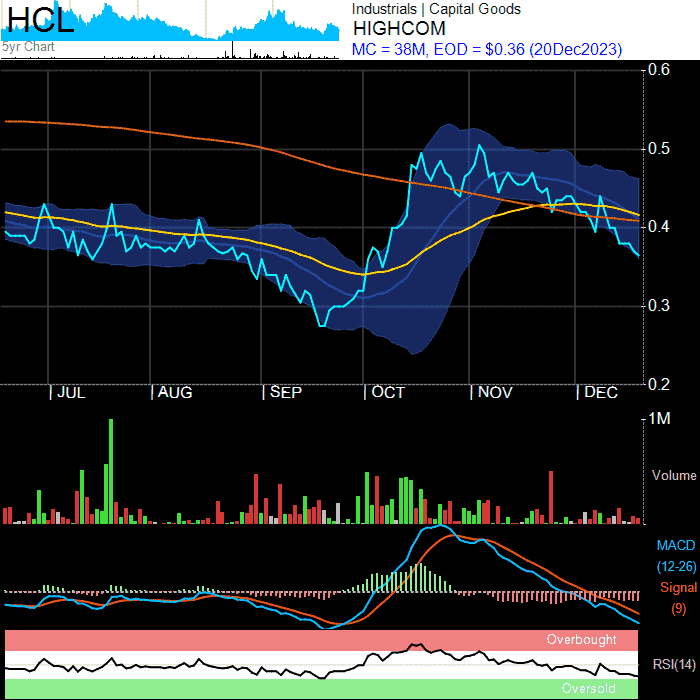 HCL
5yr Chart
Industrials | Capital Goods
HIGHCOM
MC = 38M, EOD = $0.36 (20Dec2023)
0.6
0.5
0.4
0.3
0.2
| JUL | AUG | SEP | OCT | NOV | DEC
1M
Volume
MACD
(12-26)
Signal
(9)
Overbought
RSI(14)
Oversold